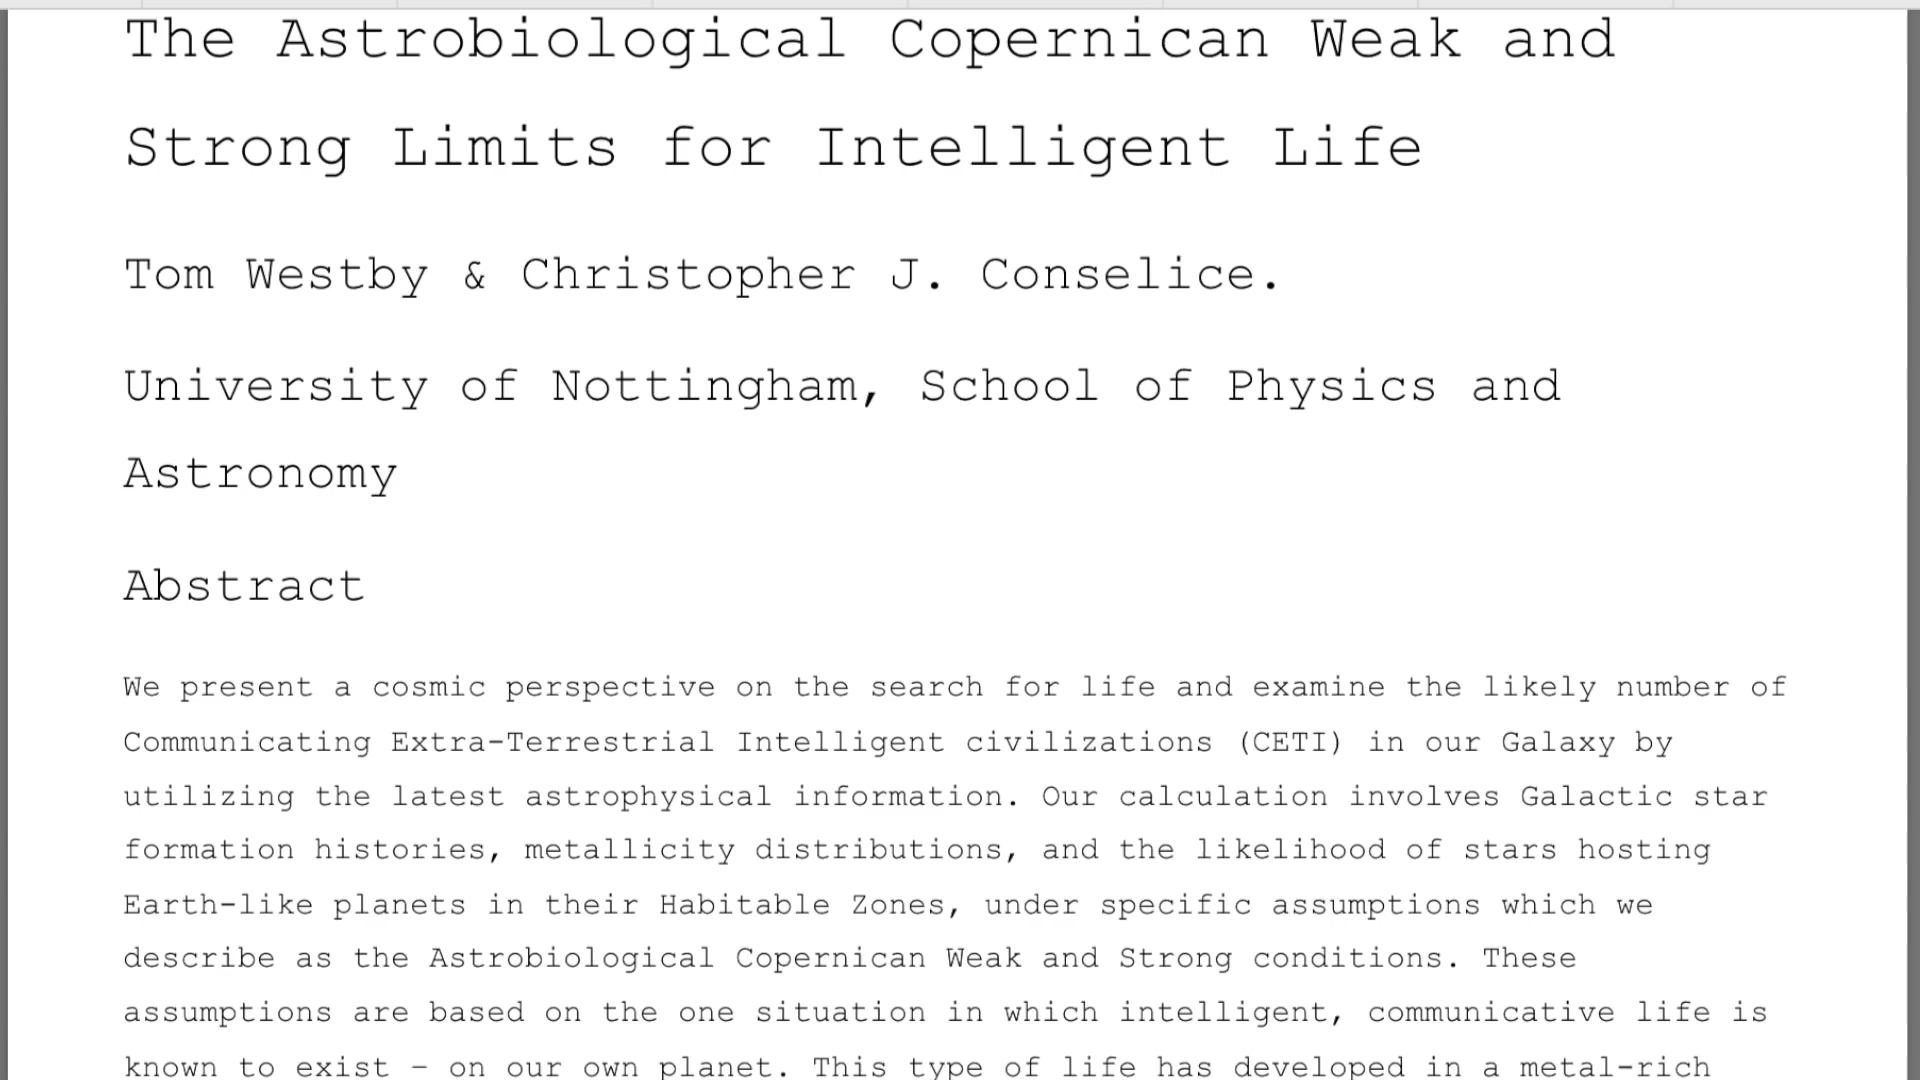 The Astrobiological Copernican Weak and
Strong Limits for Intelligent Life
Tom Westby & Christopher J. Conselice.
University of Nottingham, School of Physics and
Astronomy
Abstract
We present a cosmic perspective on the search for life and examine the likely number of
Communicating Extra-Terrestrial Intelligent civilizations (CETI) in our Galaxy by
utilizing the latest astrophysical information. Our calculation involves Galactic star
formation histories, metallicity distributions, and the likelihood of stars hosting
Earth-like planets in their Habitable Zones, under specific assumptions which we
describe as the Astrobiological Copernican Weak and Strong conditions. These
assumptions are based on the one situation in which intelligent, communicative life is
known to exist – on our own planet. This type of life has developed in a metal-rich